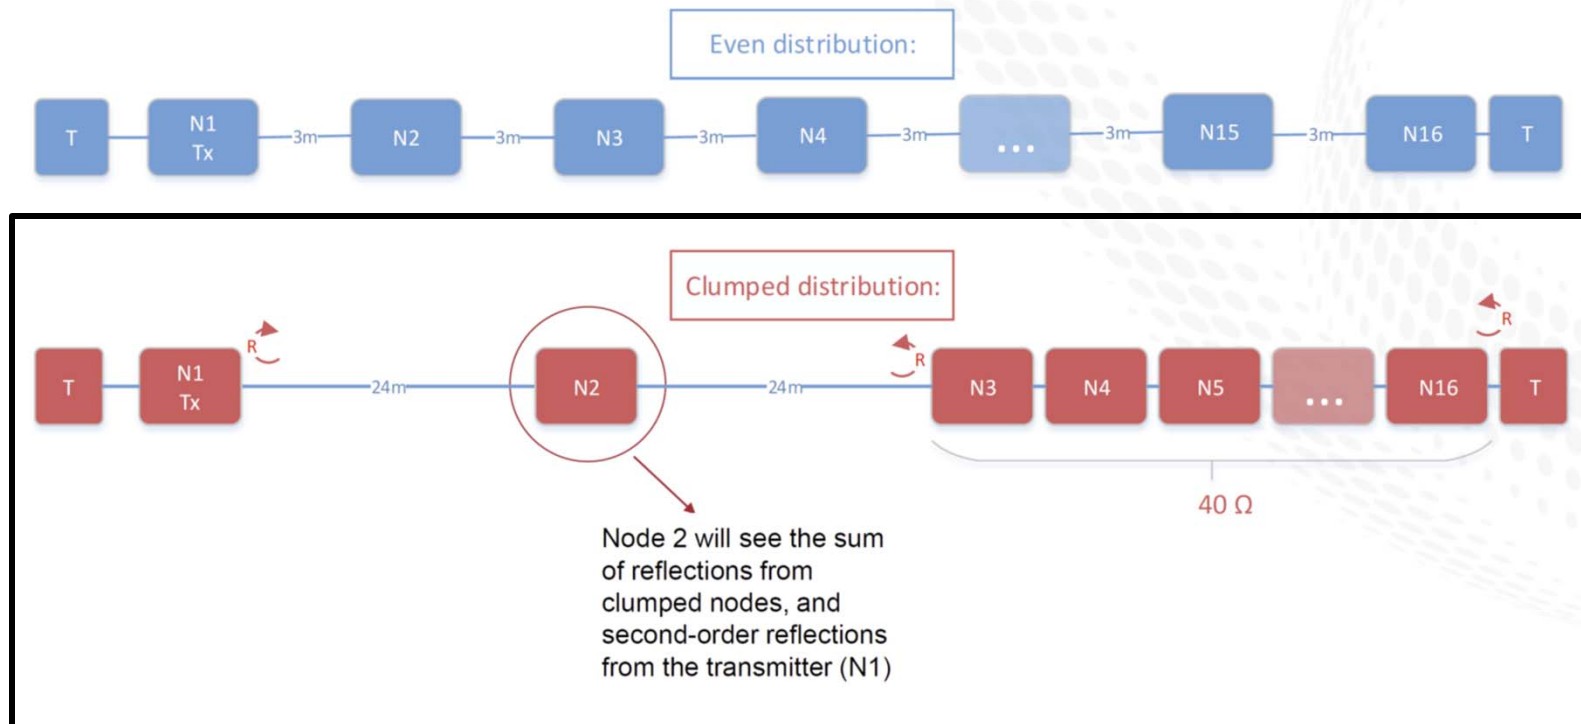 Even distribution:
T
N1
Tx
3m
N2
3m
N3
3m
N4
3m
...
3m
N15
3m
N16
T
Clumped distribution:
T
N1
Tx
R
24m
N2
24m
R
N3
N4
N5
...
N16
R
T
40 Ω
Node 2 will see the sum
of reflections from
clumped nodes, and
second-order reflections
from the transmitter (N1)